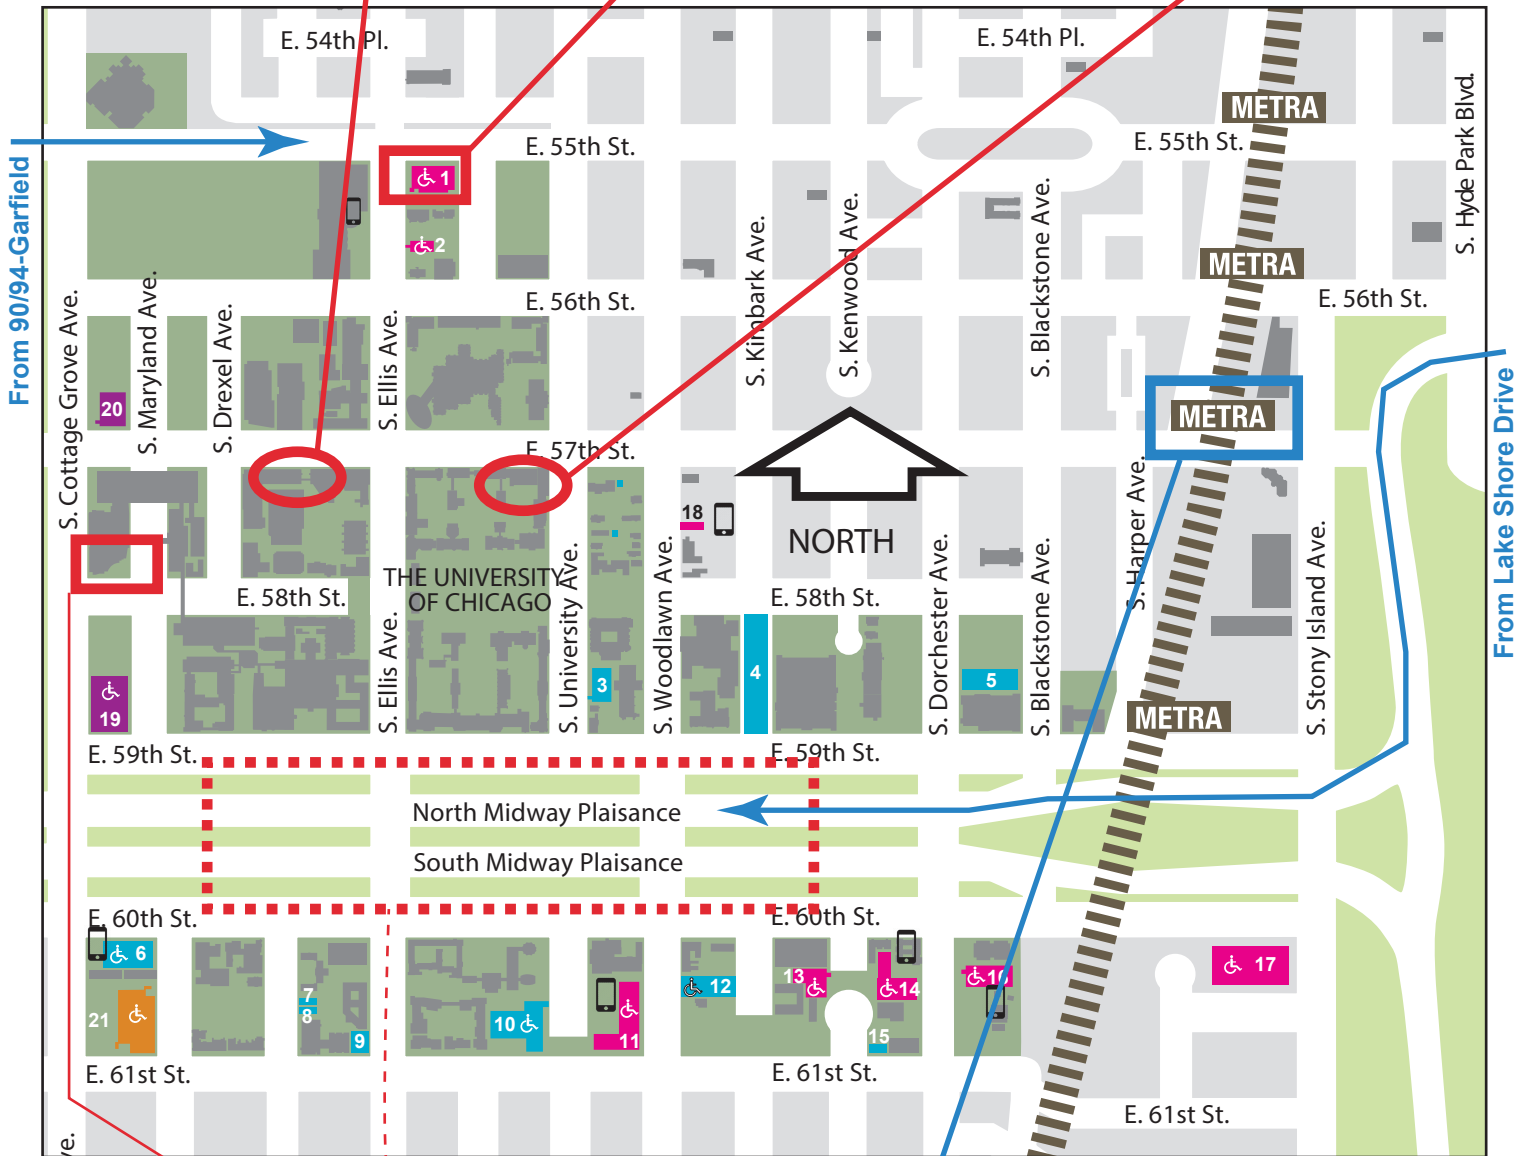 E. 54th Pl.
E. 54th Pl.
METRA
S. Hyde Park Blvd.
E. 55th St.
E. 55th St.
From 90/94-Garfield
1
2
METRA
S. Kimbark Ave.
S. Kenwood Ave.
S. Blackstone Ave.
E. 56th St.
E. 56th St.
S. Cottage Grove Ave.
S. Maryland Ave.
S. Drexel Ave.
S. Ellis Ave.
20
METRA
From Lake Shore Drive
E. 57th St.
18
NORTH
THE UNIVERSITY
OF CHICAGO
S. University Ave.
S. Woodlawn Ave.
S. Dorchester Ave.
S. Blackstone Ave.
S. Harper Ave.
S. Stony Island Ave.
E. 58th St.
E. 58th St.
S. Ellis Ave.
3
4
5
19
METRA
E. 59th St.
E. 59th St.
North Midway Plaisance
South Midway Plaisance
E. 60th St.
E. 60th St.
6
7
8
9
10
11
12
13
14
15
16
17
21
E. 61st St.
E. 61st St.
E. 61st St.
ve.